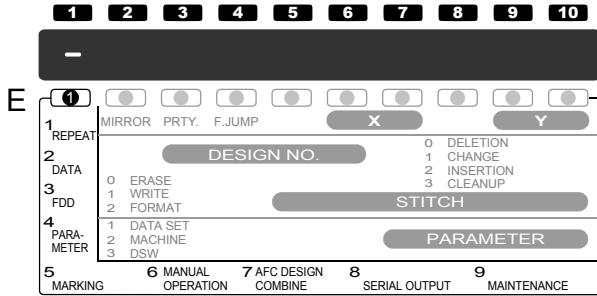 1 2 3 4 5 6 7 8 9 10
–
E 1
1 REPEAT MIRROR PRTY. F.JUMP X Y
2 DATA DESIGN NO. 0 DELETION
1 CHANGE
2 INSERTION
3 CLEANUP
3 FDD 0 ERASE
1 WRITE
2 FORMAT
STITCH
4 PARA-
METER 1 DATA SET
2 MACHINE
3 DSW
PARAMETER
5 MARKING 6 MANUAL OPERATION 7 AFC DESIGN COMBINE 8 SERIAL OUTPUT 9 MAINTENANCE